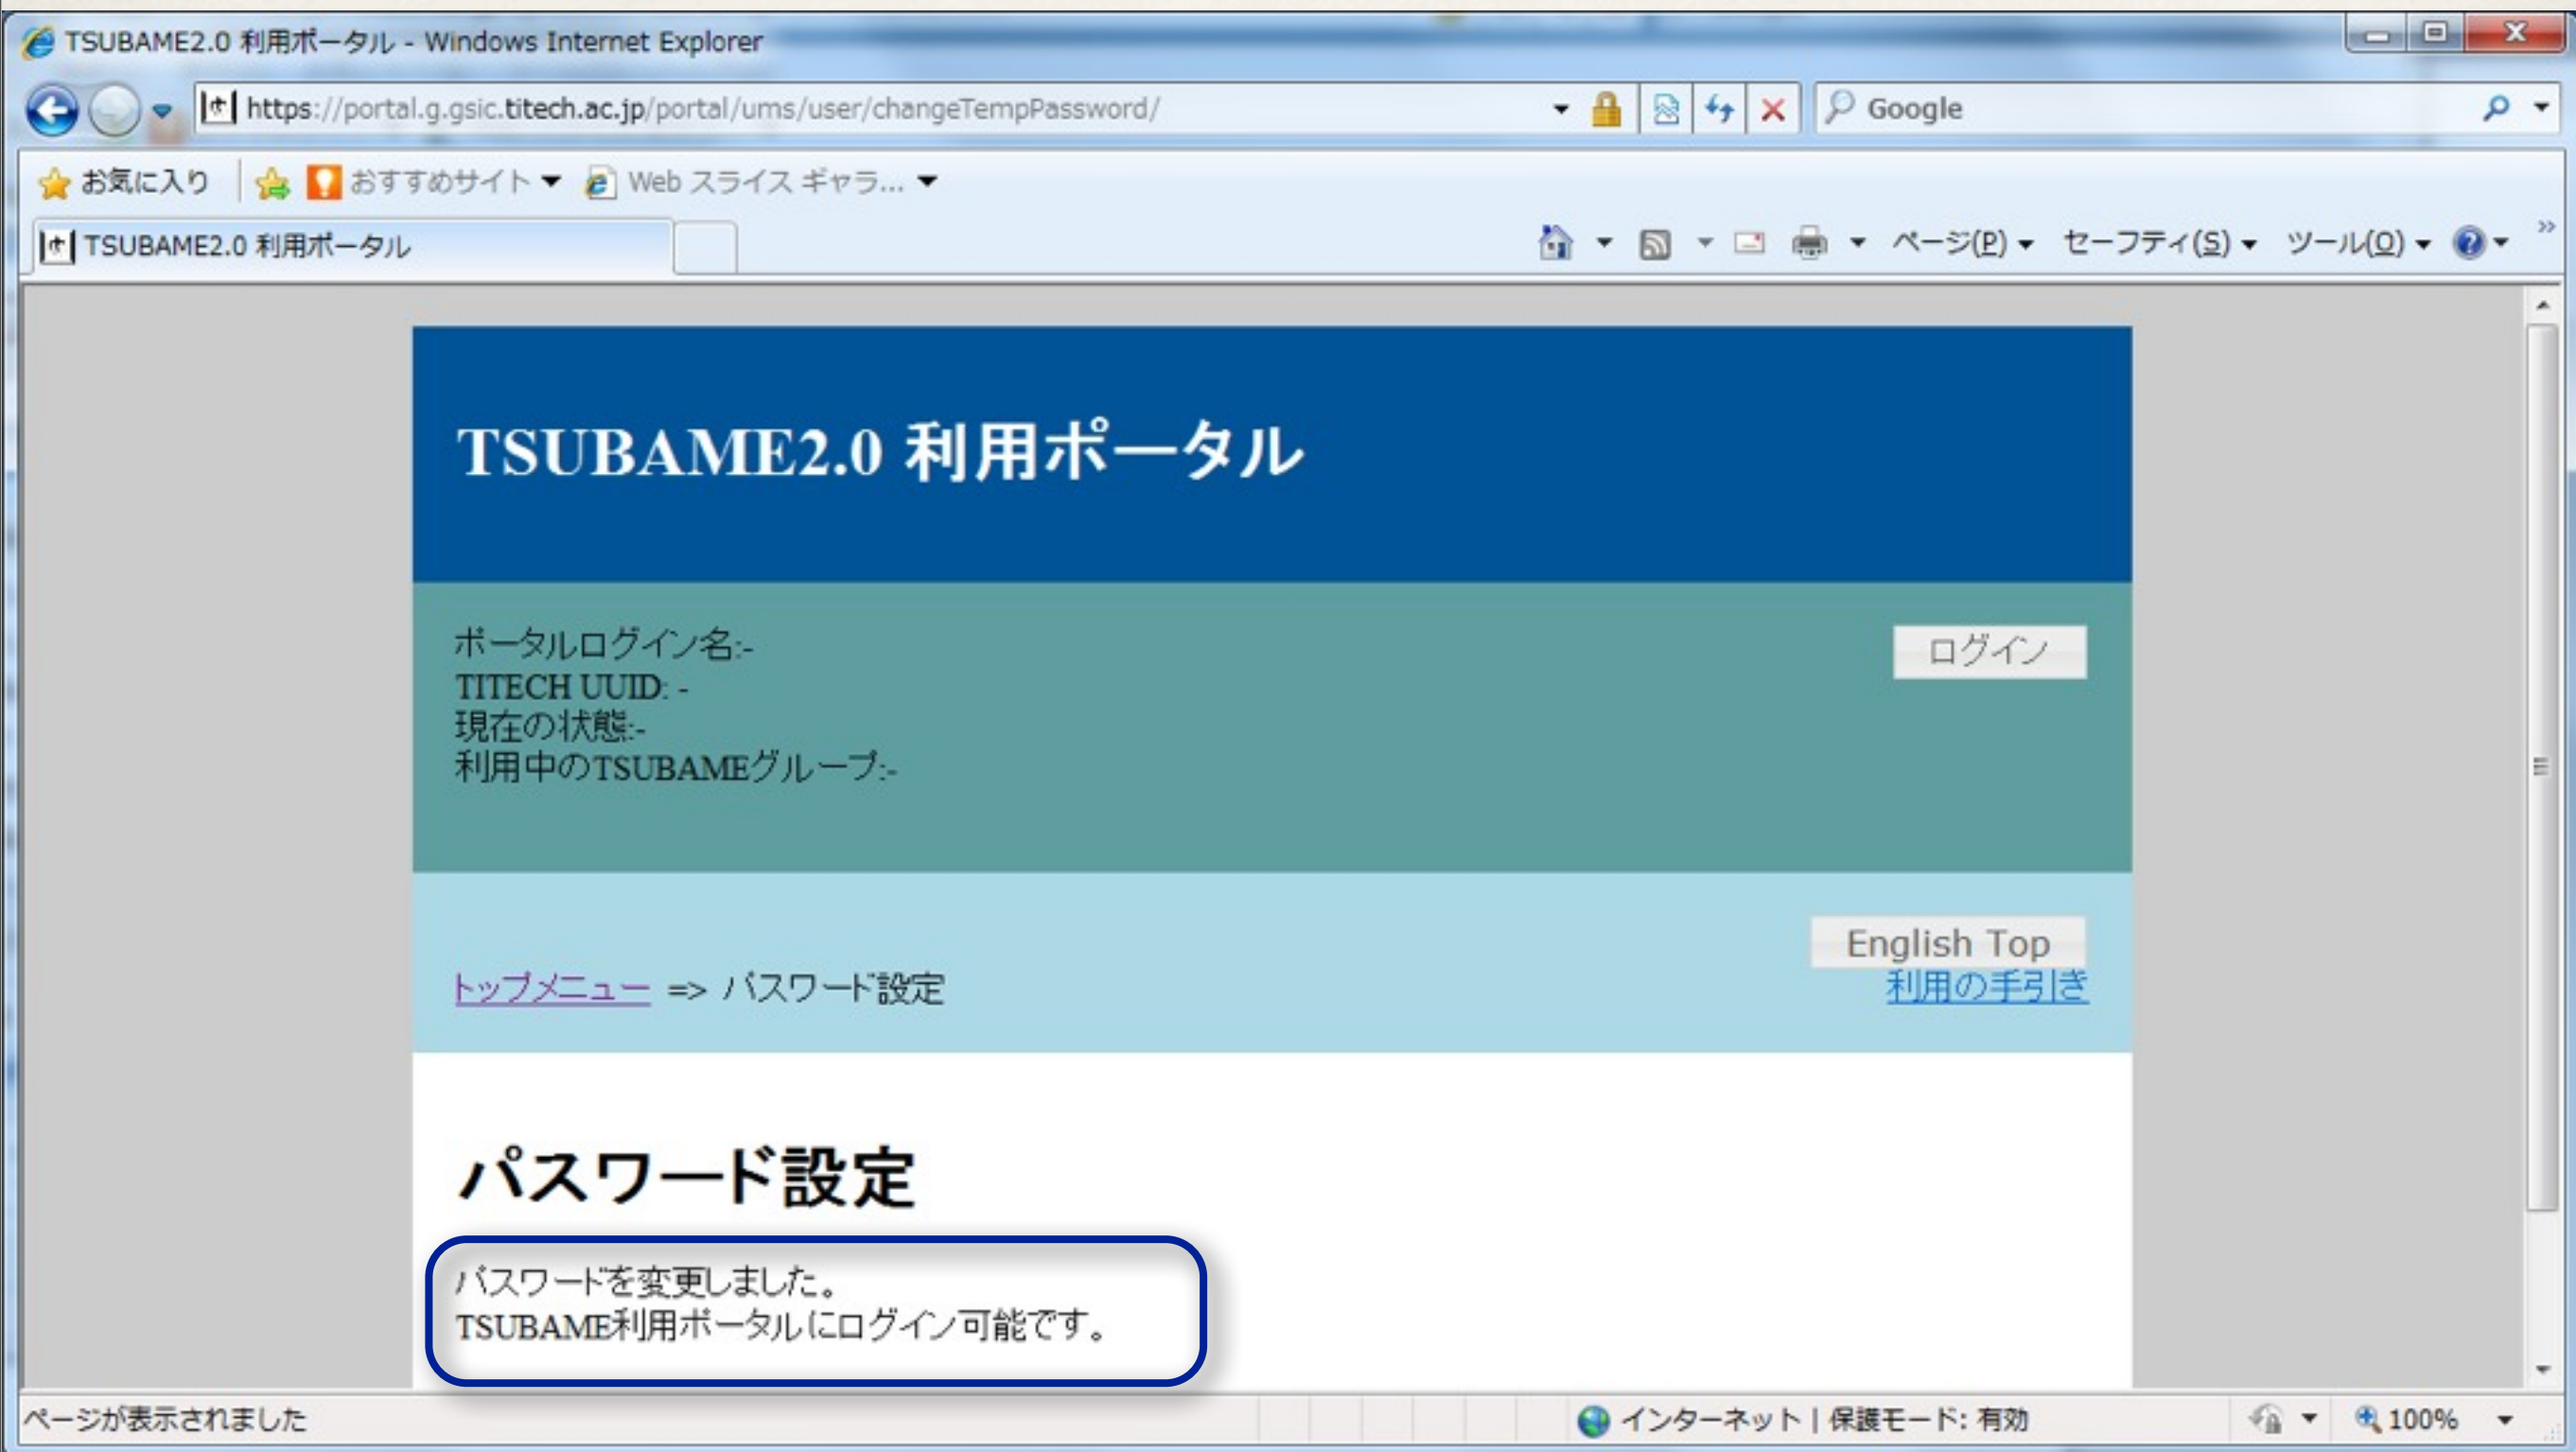 TSUBAME2.0 利用ポータル - Windows Internet Explorer
https://portal.g.gsic.titech.ac.jp/portal/ums/user/changeTempPassword/
Google
お気に入り
おすすめサイト
Web スライス ギャラ...
TSUBAME2.0 利用ポータル
ページ(P)
セーフティ(S)
ツール(O)
TSUBAME2.0 利用ポータル
ポータルログイン名:-
ログイン
TITECH UUID: -
現在の状態:-
利用中のTSUBAMEグループ:-
English Top
トップメニュー => パスワード設定
利用の手引き
パスワード設定
パスワードを変更しました。
TSUBAME利用ポータルにログイン可能です。
ページが表示されました
インターネット | 保護モード: 有効
100%